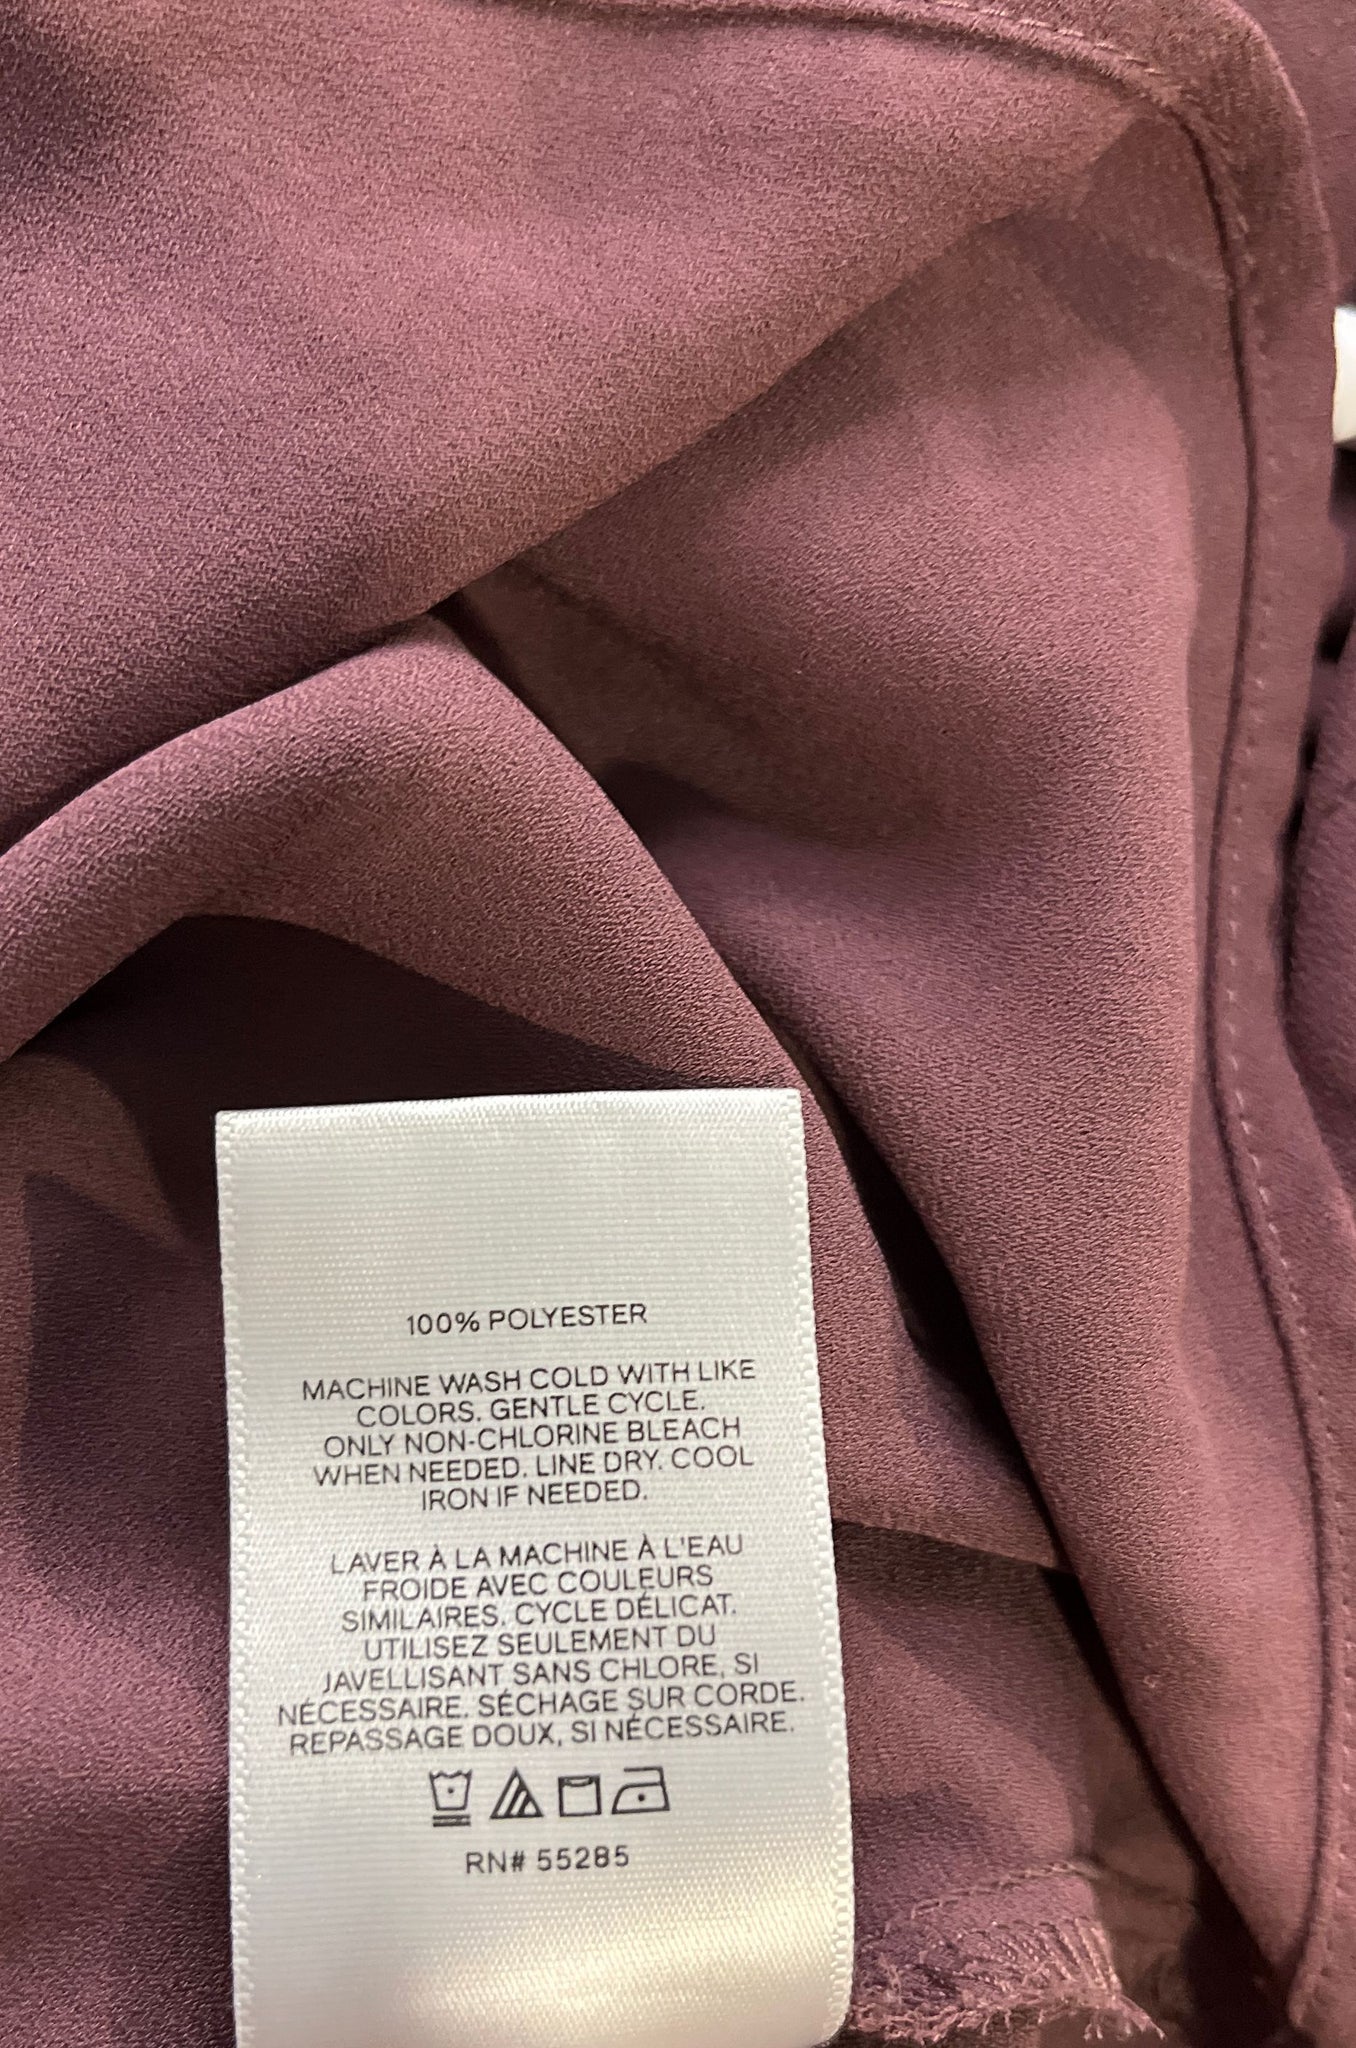 100% POLYESTER
MACHINE WASH COLD WITH LIKE
COLORS. GENTLE CYCLE.
ONLY NON-CHLORINE BLEACH
WHEN NEEDED. LINE DRY. COOL
IRON IF NEEDED.
LAVER À LA MACHINE À L'EAU
FROIDE AVEC COULEURS
SIMILAIRES. CYCLE DÉLICAT.
UTILISEZ SEULEMENT DU
JAVELLISANT SANS CHLORE, SI
NÉCESSAIRE. SÉCHAGE SUR CORDE.
REPASSAGE DOUX, SI NÉCESSAIRE.
RN# 55285